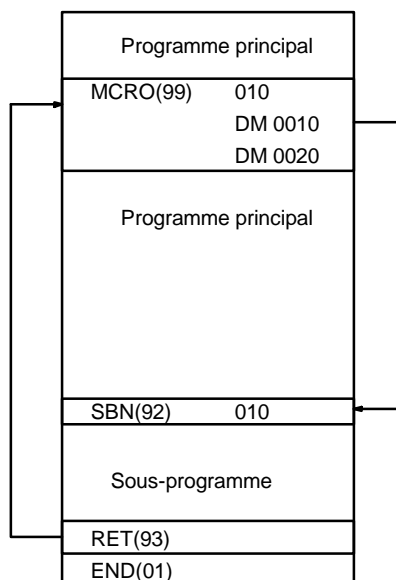 Programme principal
MCRO(99) 010
DM 0010
DM 0020
Programme principal
SBN(92) 010
Sous-programme
RET(93)
END(01)